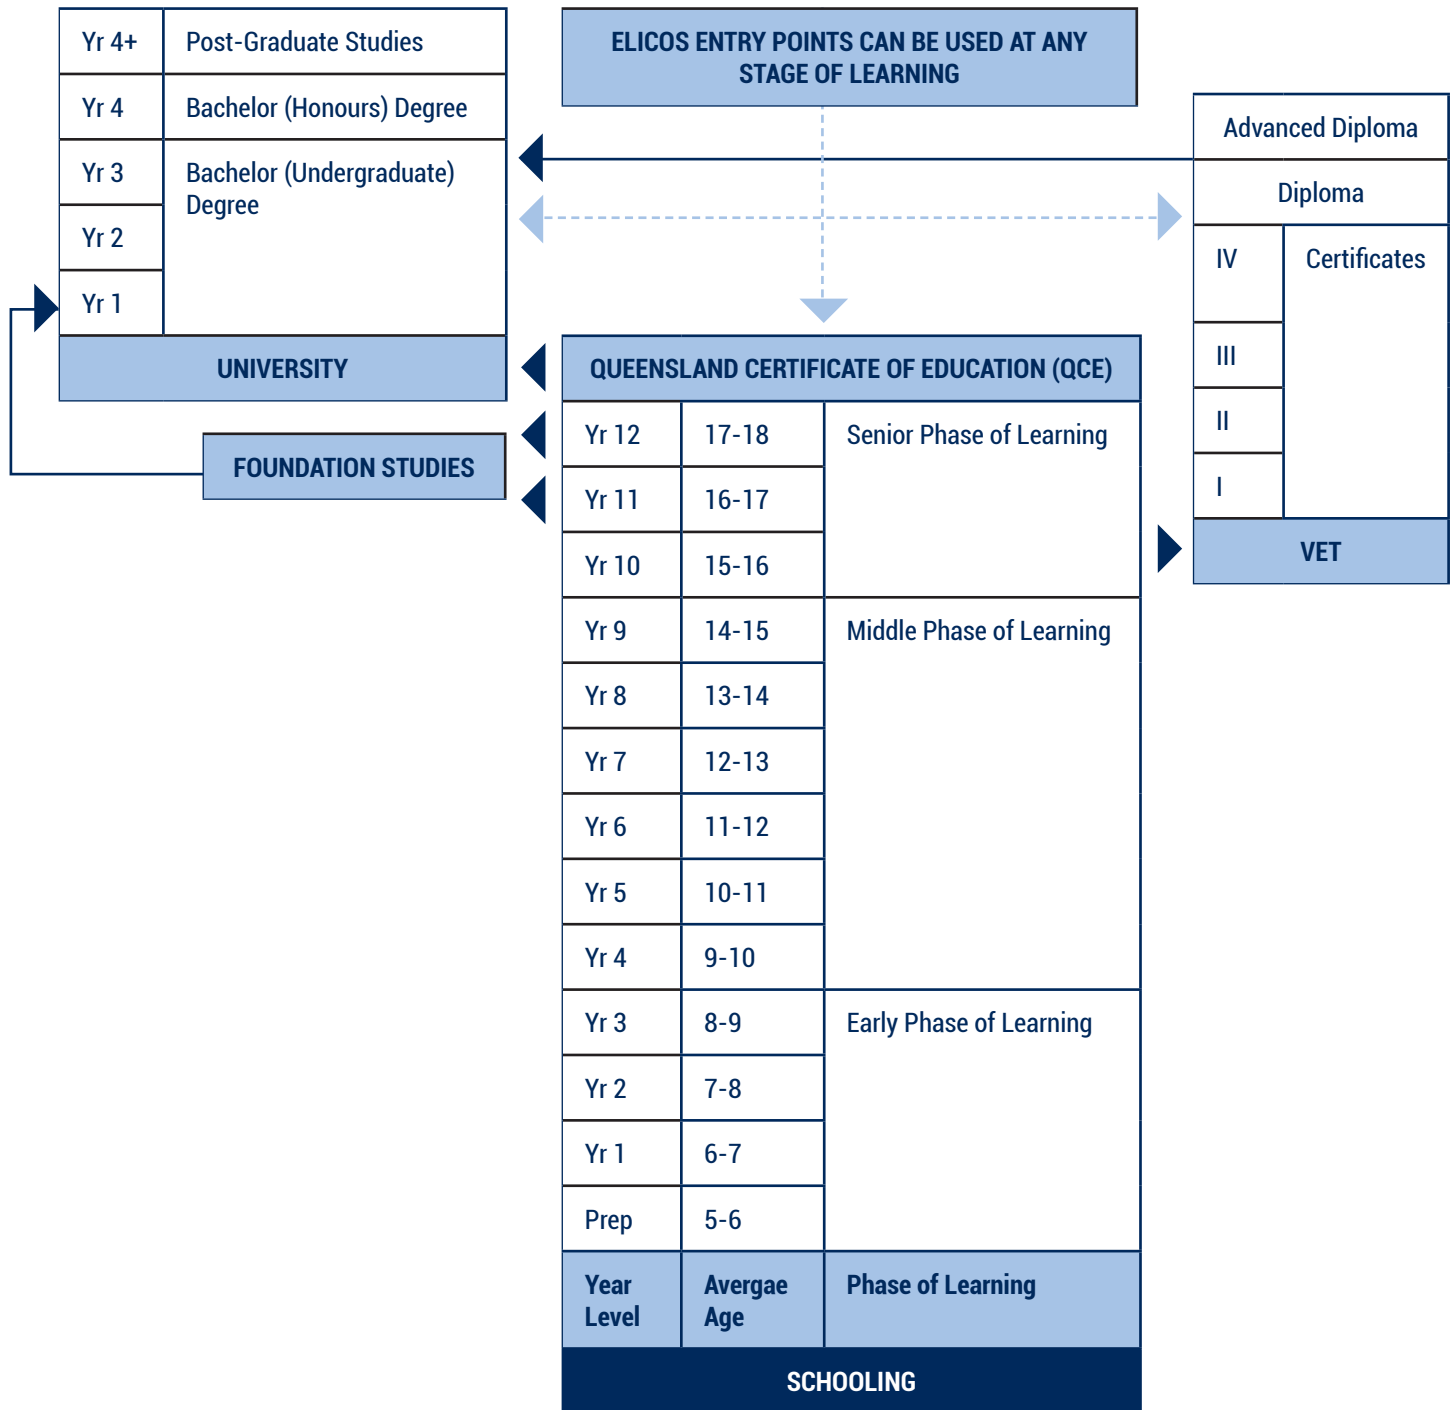 Yr 4+ Post-Graduate Studies
Yr 4 Bachelor (Honours) Degree
Yr 3 Bachelor (Undergraduate)
Degree
Yr 2
Yr 1
UNIVERSITY
FOUNDATION STUDIES
ELICOS ENTRY POINTS CAN BE USED AT ANY
STAGE OF LEARNING
QUEENSLAND CERTIFICATE OF EDUCATION (QCE)
Yr 12 17-18 Senior Phase of Learning
Yr 11 16-17
Yr 10 15-16
Yr 9 14-15 Middle Phase of Learning
Yr 8 13-14
Yr 7 12-13
Yr 6 11-12
Yr 5 10-11
Yr 4 9-10
Yr 3 8-9 Early Phase of Learning
Yr 2 7-8
Yr 1 6-7
Prep 5-6
Year Avergae Phase of Learning
Level Age
SCHOOLING
Advanced Diploma
Diploma
IV Certificates
III
II
I
VET